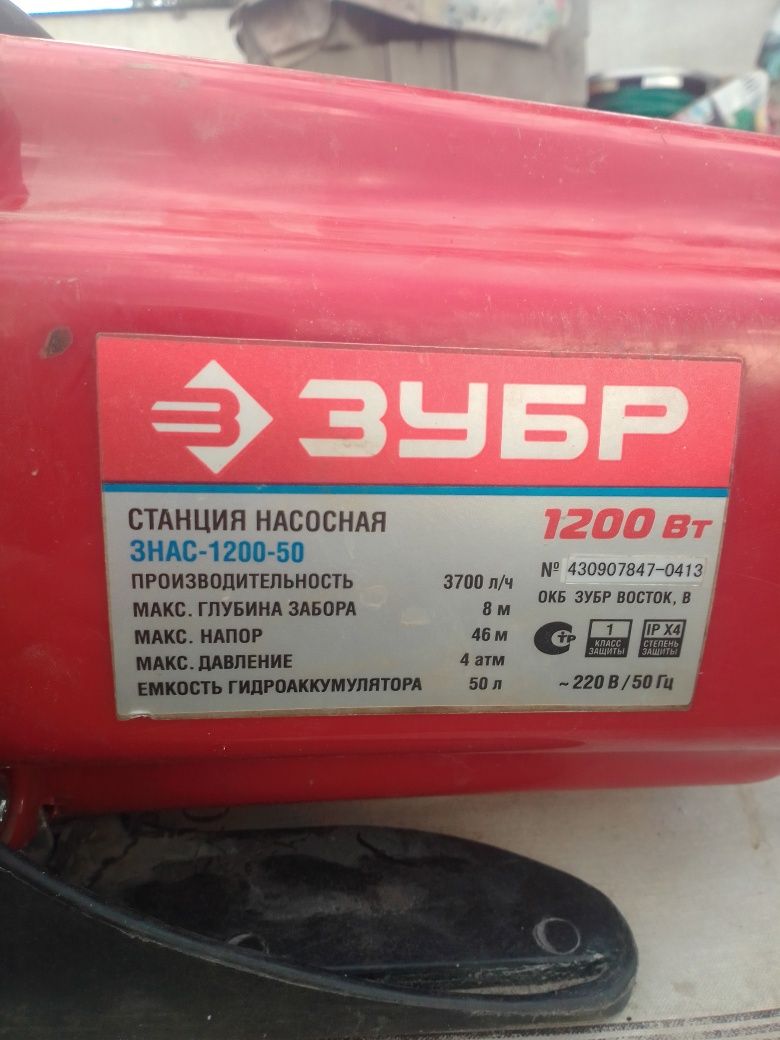 ЗУБР
СТАНЦИЯ НАСОСНАЯ
1200 Вт
ЗНАС-1200-50
ПРОИЗВОДИТЕЛЬНОСТЬ 3700 л/ч
МАКС. ГЛУБИНА ЗАБОРА 8 м
МАКС. НАПОР 46 м
МАКС. ДАВЛЕНИЕ 4 атм
ЕМКОСТЬ ГИДРОАККУМУЛЯТОРА 50 л
№ 430907847-0413
ОКБ ЗУБР ВОСТОК, В
1
КЛАСС
ЗАЩИТЫ
IP X4
СТЕПЕНЬ
ЗАЩИТЫ
~ 220 В / 50 Гц